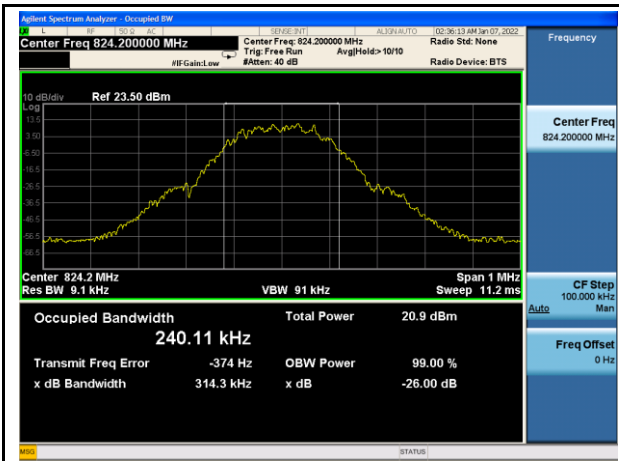 Agilent Spectrum Analyzer - Occupied BW
LXI L RF 50 Ω AC SENSE:INT ALIGNAUTO 02:36:13 AM Jan 07, 2022
Center Freq 824.200000 MHz
Center Freq: 824.200000 MHz
Radio Std: None
Trig: Free Run Avg|Hold:> 10/10
#IFGain:Low #Atten: 40 dB Radio Device: BTS
Frequency
10 dB/div Ref 23.50 dBm
Log
13.5
3.50
-6.50
-16.5
-26.5
-36.5
-46.5
-56.5
-66.5
Center Freq
824.200000 MHz
Center 824.2 MHz Span 1 MHz
Res BW 9.1 kHz VBW 91 kHz Sweep 11.2 ms
CF Step
100.000 kHz
Auto Man
Occupied Bandwidth Total Power 20.9 dBm
240.11 kHz
Transmit Freq Error -374 Hz OBW Power 99.00 %
x dB Bandwidth 314.3 kHz x dB -26.00 dB
Freq Offset
0 Hz
MSG STATUS